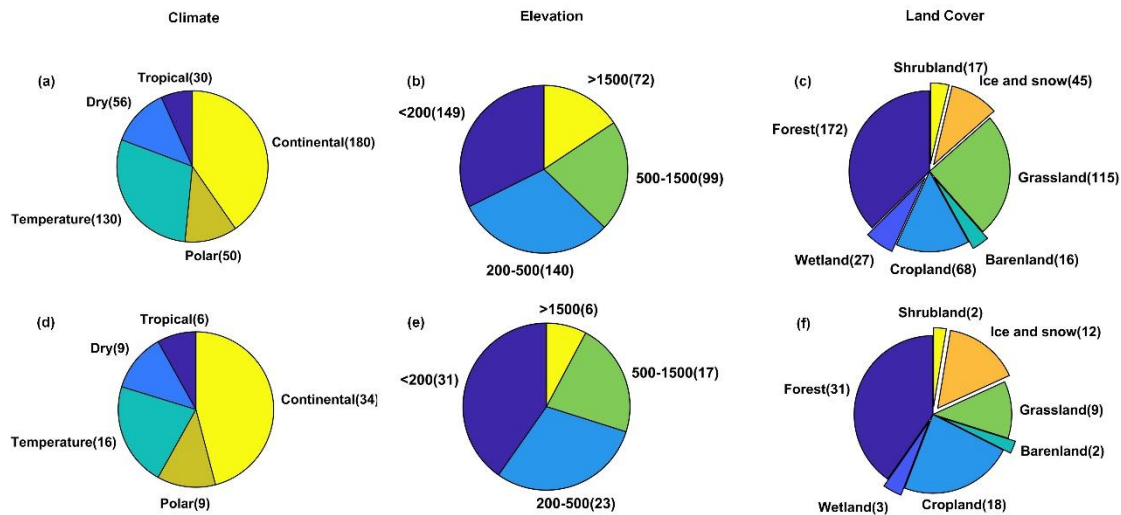 Climate
Elevation
Land Cover
(a)
Tropical(30)
Dry(56)
Continental(180)
Temperature(130)
Polar(50)
(b)
>1500(72)
<200(149)
500-1500(99)
200-500(140)
(c)
Shrubland(17)
Ice and snow(45)
Forest(172)
Grassland(115)
Wetland(27)
Cropland(68)
Barenland(16)
(d)
Tropical(6)
Dry(9)
Continental(34)
Temperature(16)
Polar(9)
(e)
>1500(6)
<200(31)
500-1500(17)
200-500(23)
(f)
Shrubland(2)
Ice and snow(12)
Forest(31)
Grassland(9)
Barenland(2)
Wetland(3)
Cropland(18)